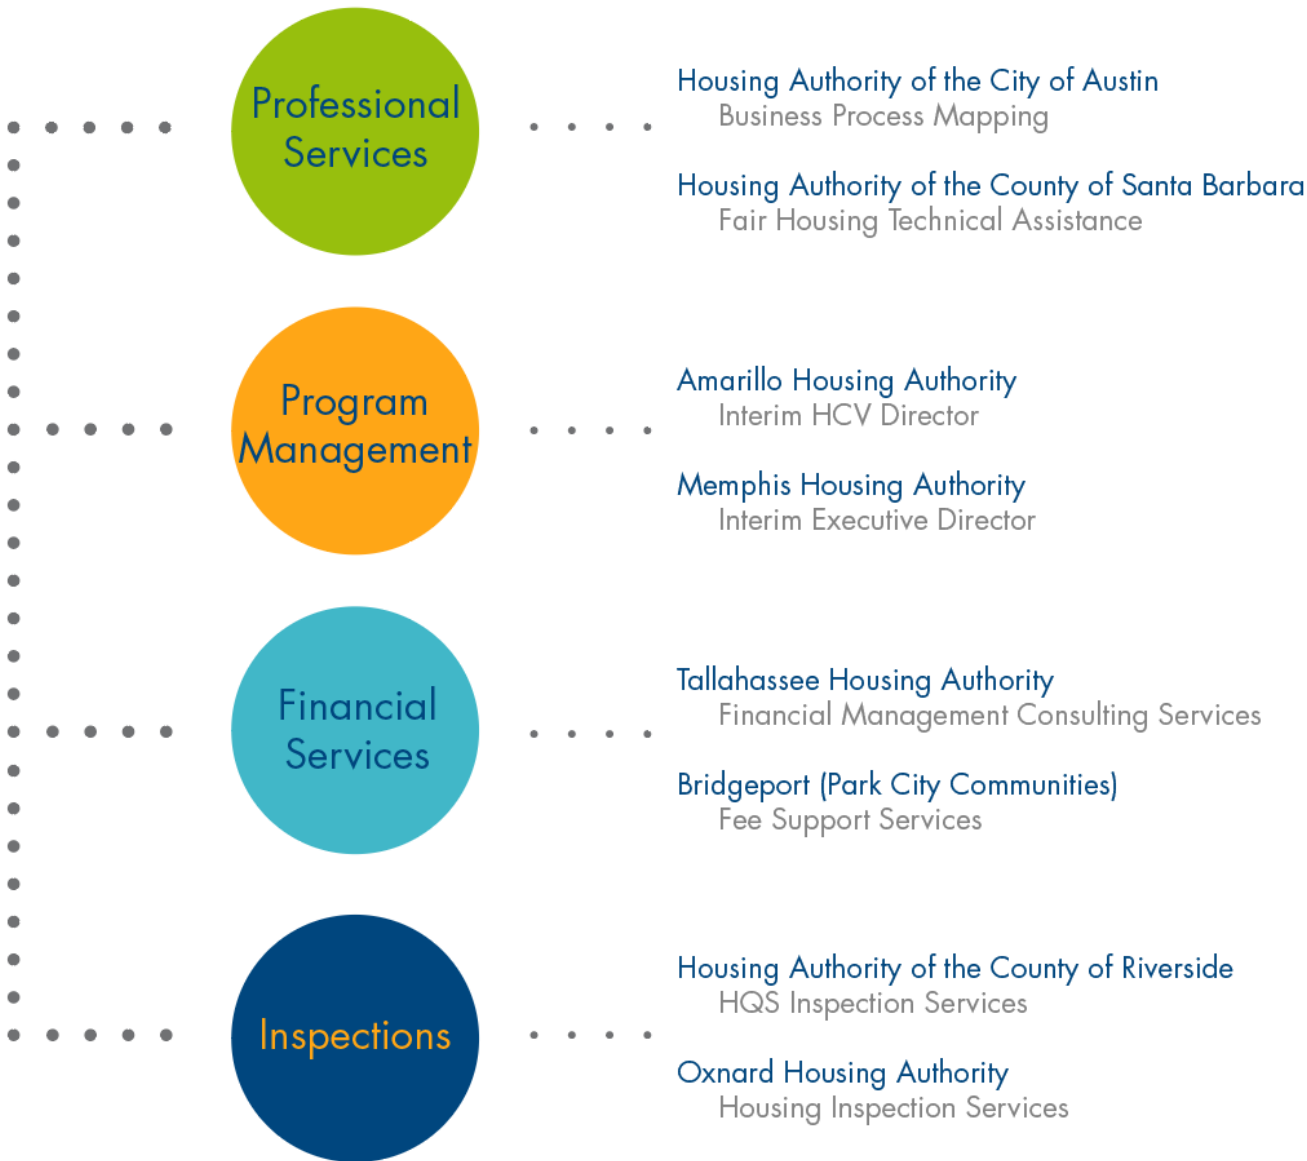 Professional
Services
Housing Authority of the City of Austin
Business Process Mapping
Housing Authority of the County of Santa Barbara
Fair Housing Technical Assistance
Program
Management
Amarillo Housing Authority
Interim HCV Director
Memphis Housing Authority
Interim Executive Director
Financial
Services
Tallahassee Housing Authority
Financial Management Consulting Services
Bridgeport (Park City Communities)
Fee Support Services
Inspections
Housing Authority of the County of Riverside
HQS Inspection Services
Oxnard Housing Authority
Housing Inspection Services